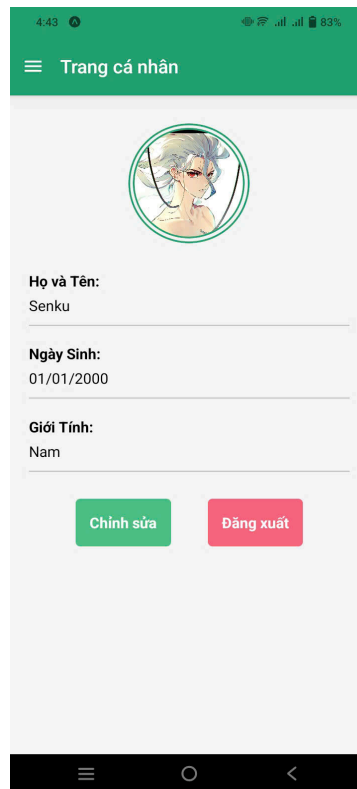 4:43 83%
Trang cá nhân
Họ và Tên:
Senku
Ngày Sinh:
01/01/2000
Giới Tính:
Nam
Chỉnh sửa Đăng xuất